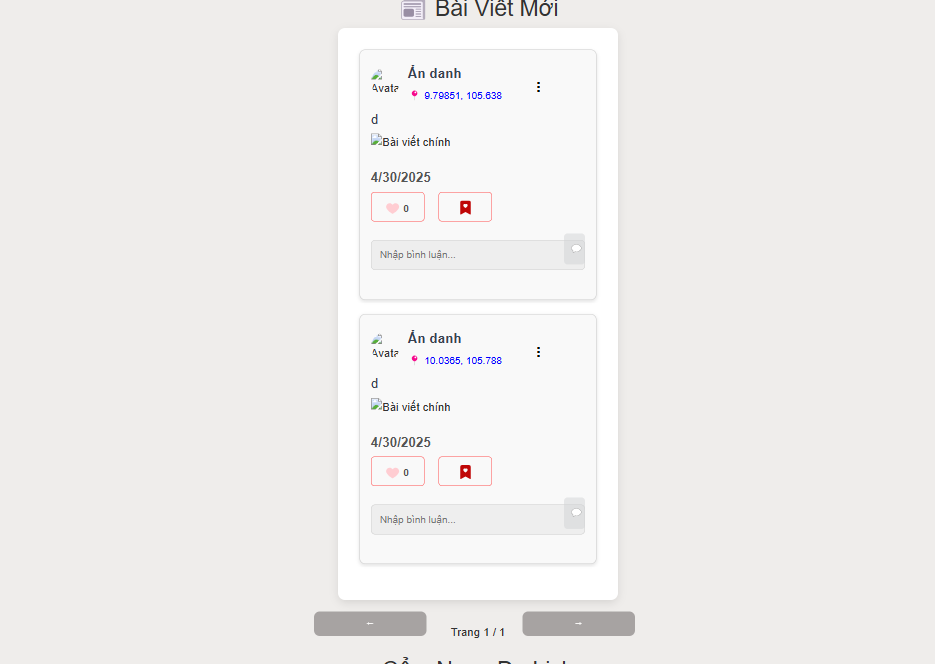 Bài Viết Mới
Ẩn danh
Avata
9.79851, 105.638
d
Bài viết chính
4/30/2025
0
Nhập bình luận...
Ẩn danh
Avata
10.0365, 105.788
d
Bài viết chính
4/30/2025
0
Nhập bình luận...
← Trang 1 / 1 →